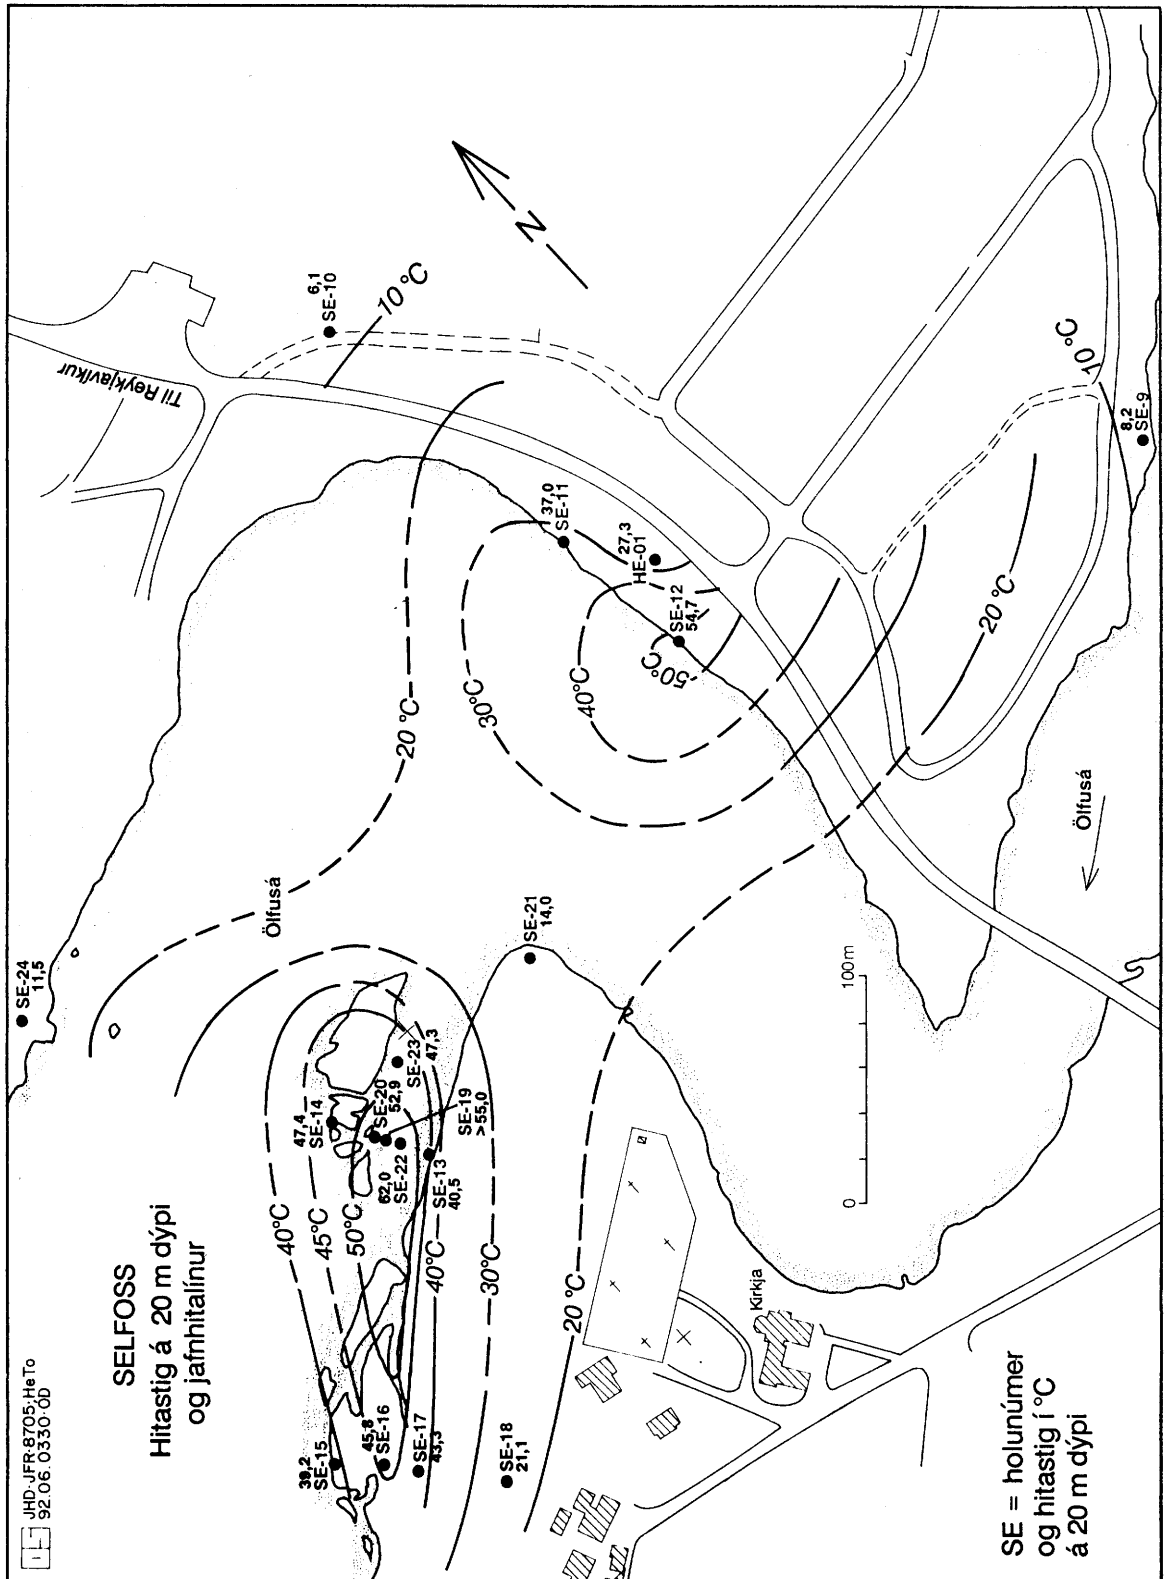 JHD-JFR-8705-HeTo
92.06.0330-OD
SELFOSS
Hitastig á 20 m dýpi
og jafnhitalínur
SE = holunúmer
og hitastig í °C
á 20 m dýpi
Til Reykjavíkur
N
6,1
SE-10
10 °C
10 °C
8,2
SE-9
37,0
SE-11
27,3
HE-01
SE-12
54,7
50°C
40°C
30°C
20 °C
20 °C
Ölfusá
Ölfusá
SE-24
11,5
SE-21
14,0
SE-23
47,3
SE-20
52,9
SE-19
>55,0
47,4
SE-14
62,0
SE-22
SE-13
40,5
40°C
45°C
50°C
40°C
30°C
20 °C
39,2
SE-15
45,8
SE-16
SE-17
43,3
SE-18
21,1
Kirkja
0
100 m